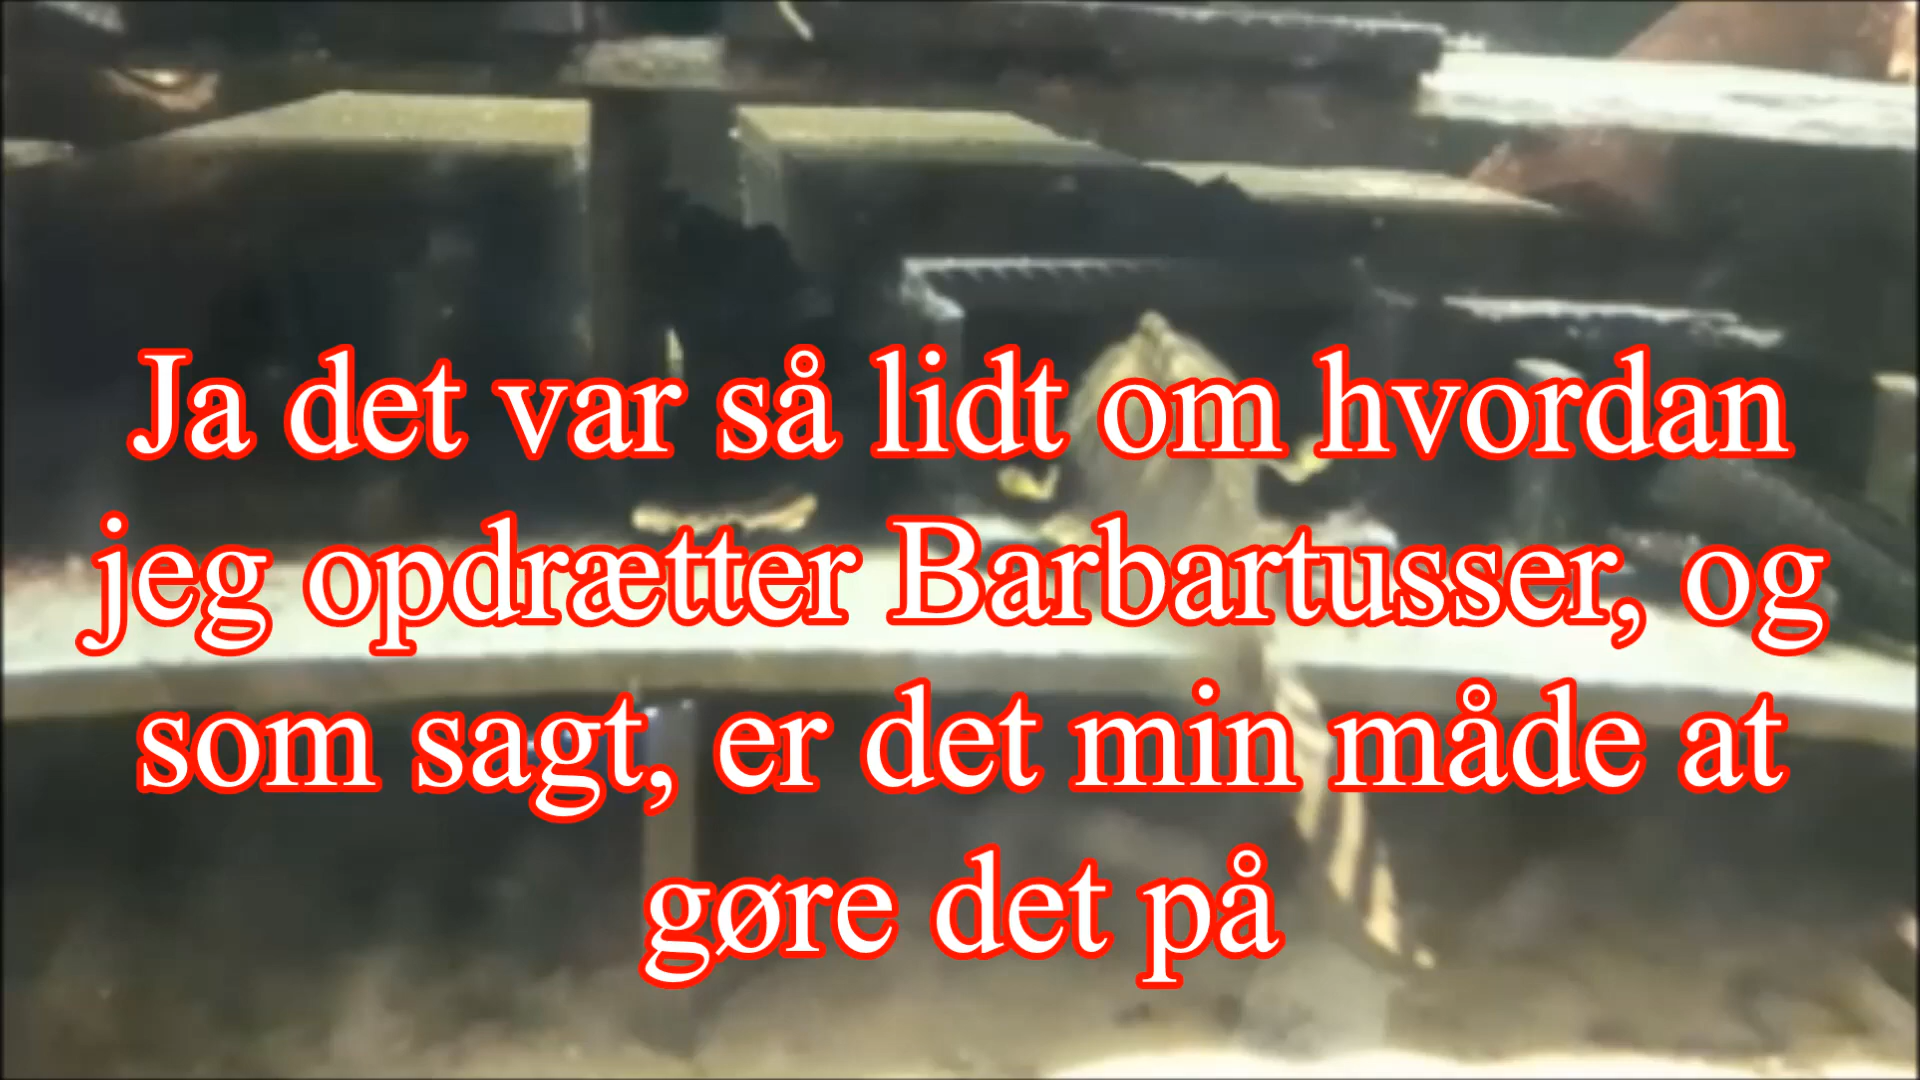 Ja det var så lidt om hvordan
jeg opdrætter Barbartusser, og
som sagt, er det min måde at
gøre det på